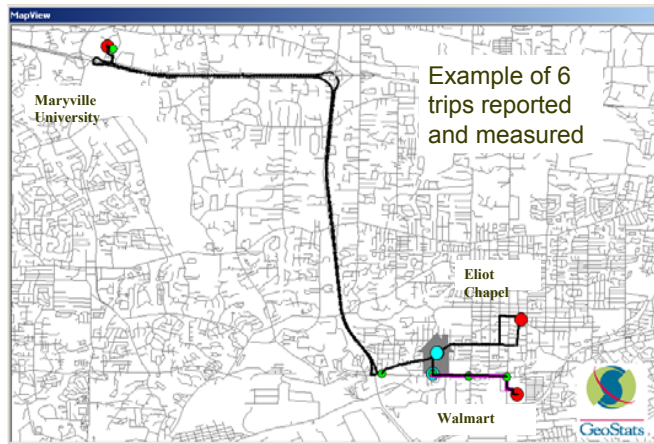 MapView
Example of 6
trips reported
and measured
Maryville
University
Eliot
Chapel
Walmart
GeoStats